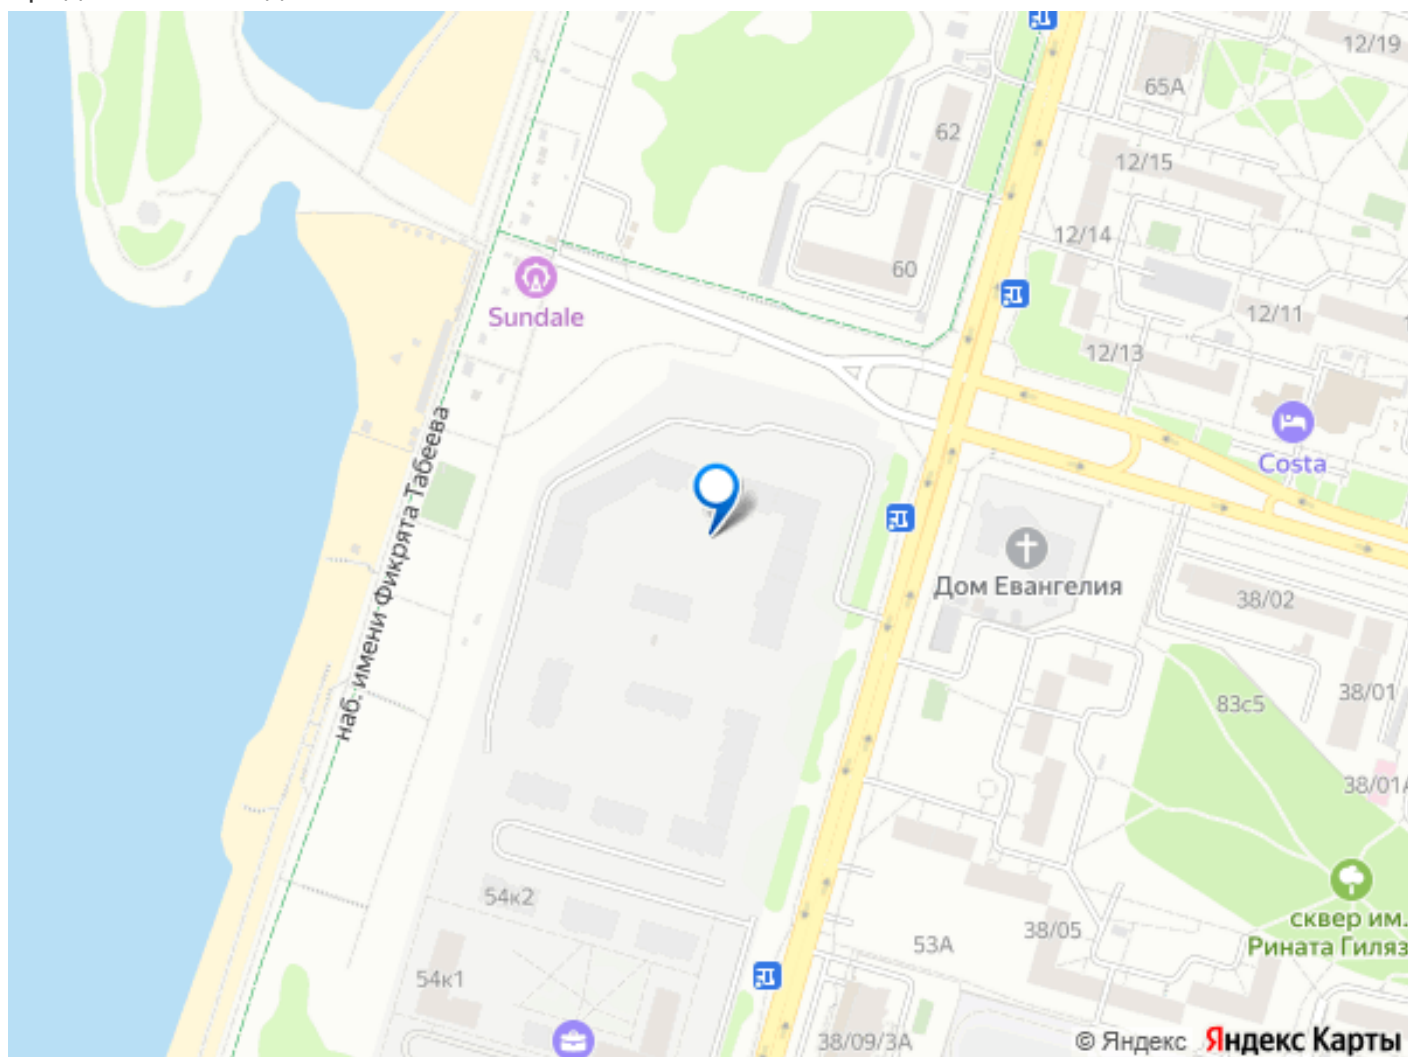 12/19
65А
62
12/15
12/14
60
Sundale
12/11
12/13
наб. имени Фикрята Табеева
Costa
Дом Евангелия
38/02
83с5
38/01
38/01А
54к2
сквер им.
Рината Гиляз
53А
38/05
54к1
38/09/3А
© Яндекс Яндекс Карты